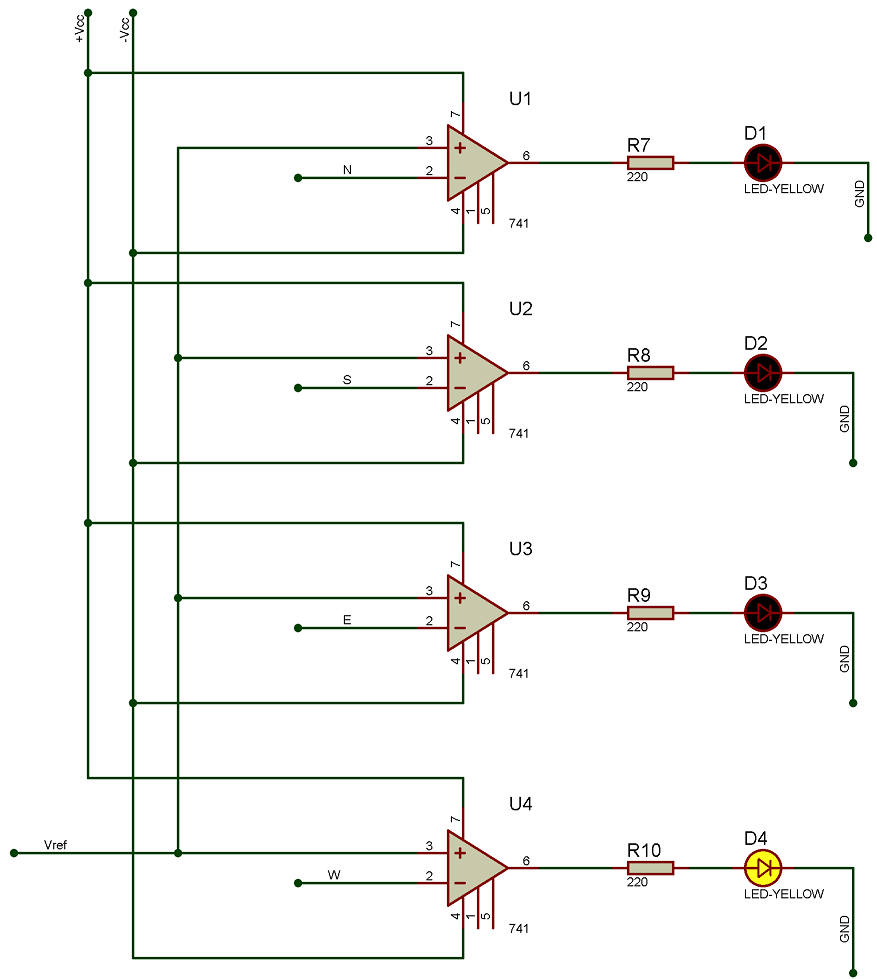 +Vcc
-Vcc
U1
7
3
+
N
2
−
6
4
1
5
741
R7
220
D1
LED-YELLOW
GND
U2
7
3
+
S
2
−
6
4
1
5
741
R8
220
D2
LED-YELLOW
GND
U3
7
3
+
E
2
−
6
4
1
5
741
R9
220
D3
LED-YELLOW
GND
U4
7
Vref
3
+
W
2
−
6
4
1
5
741
R10
220
D4
LED-YELLOW
GND